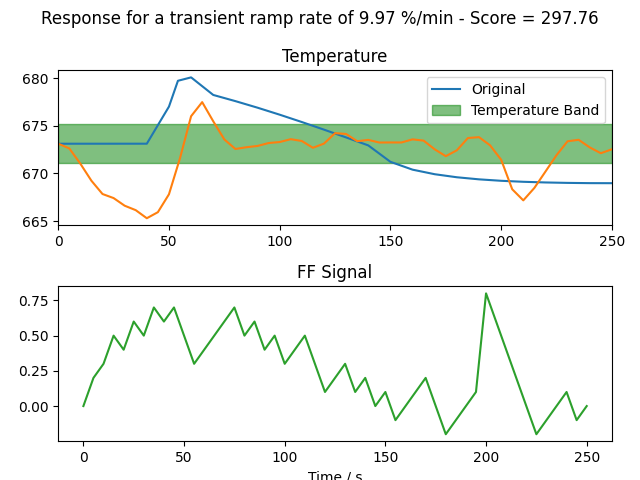 Response for a transient ramp rate of 9.97 %/min - Score = 297.76
Temperature
680
675
670
665
Original
Temperature Band
0 50 100 150 200 250
FF Signal
0.75
0.50
0.25
0.00
0 50 100 150 200 250
Time / s